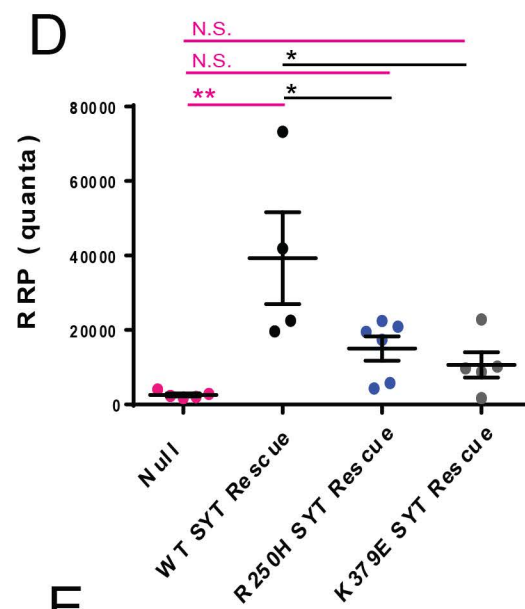 D
N.S.
*
N.S.
**
*
80000
60000
40000
20000
0
RRP (quanta)
Null
WT SYT Rescue
R250H SYT Rescue
K379E SYT Rescue